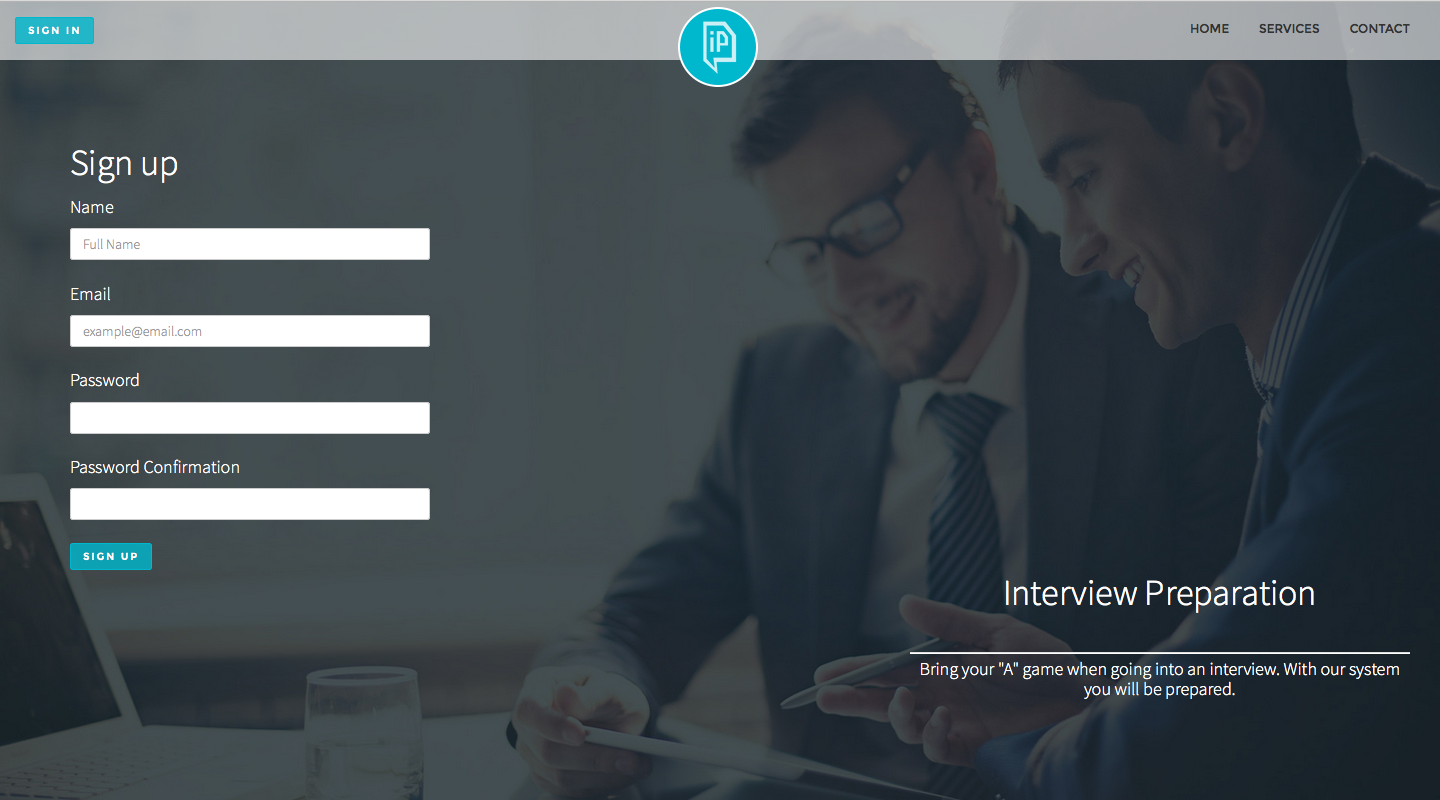 SIGN IN
iP
HOME
SERVICES
CONTACT
Sign up
Name
Full Name
Email
example@email.com
Password
Password Confirmation
SIGN UP
Interview Preparation
Bring your "A" game when going into an interview. With our system
you will be prepared.